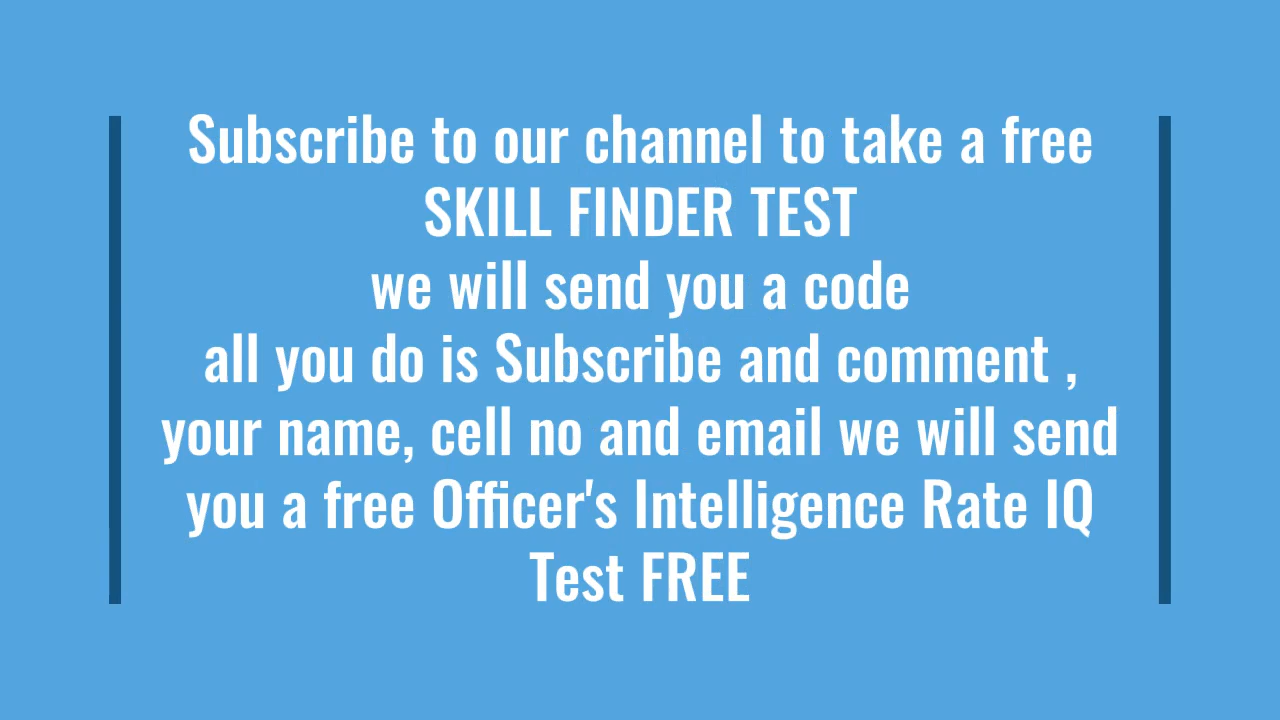 Subscribe to our channel to take a free
SKILL FINDER TEST
we will send you a code
all you do is Subscribe and comment ,
your name, cell no and email we will send
you a free Officer's Intelligence Rate IQ
Test FREE